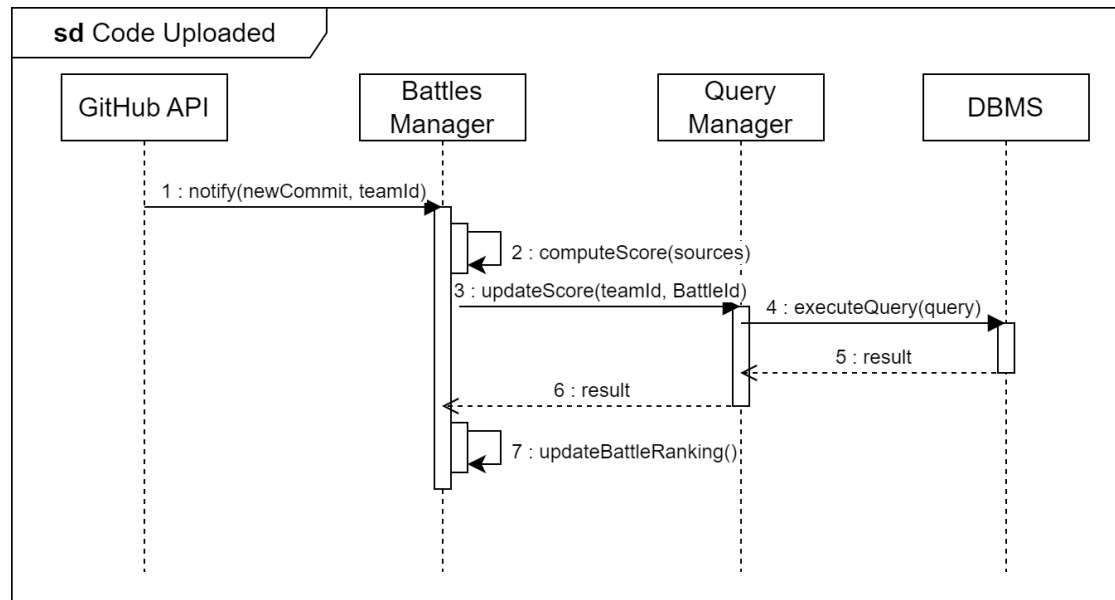 sd Code Uploaded
GitHub API
Battles
Manager
Query
Manager
DBMS
1 : notify(newCommit, teamId)
2 : computeScore(sources)
3 : updateScore(teamId, BattleId)
4 : executeQuery(query)
5 : result
6 : result
7 : updateBattleRanking()